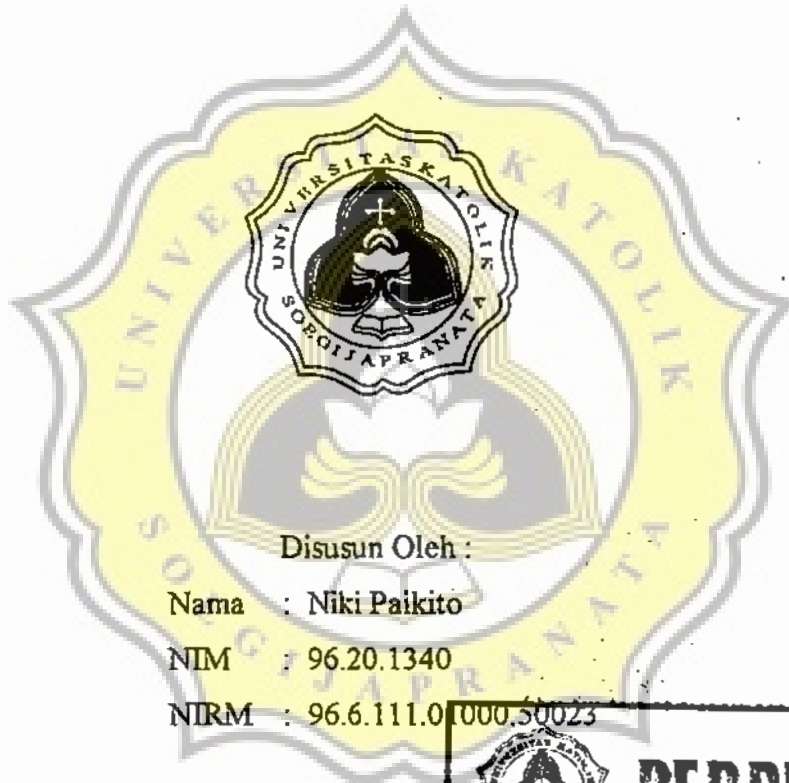 UNIVERSITAS KATOLIK
SOEGIJAPRANATA
UNIVERSITAS KATOLIK
SOEGIJAPRANATA
Disusun Oleh :
Nama : Niki Paikito
NIM : 96.20.1340
NIRM : 96.6.111.01000.50023